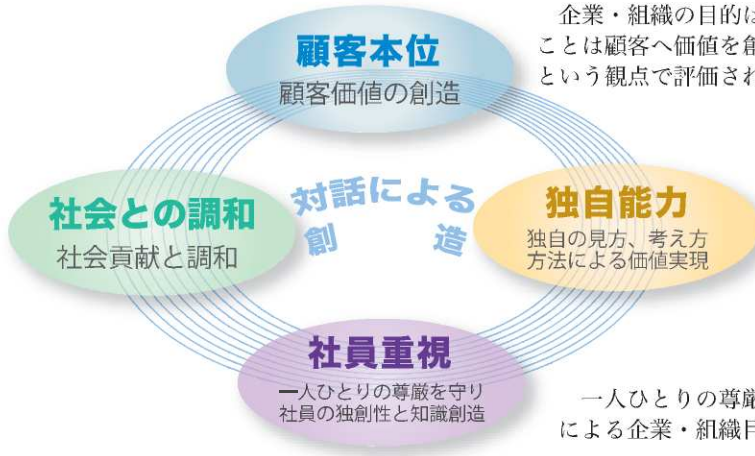 企業・組織の目的は
ことは顧客へ価値を創
という観点で評価され
顧客本位
顧客価値の創造
社会との調和
社会貢献と調和
対話による
創造
独自能力
独自の見方、考え方
方法による価値実現
社員重視
一人ひとりの尊厳を守り
社員の独創性と知識創造
一人ひとりの尊厳
による企業・組織目